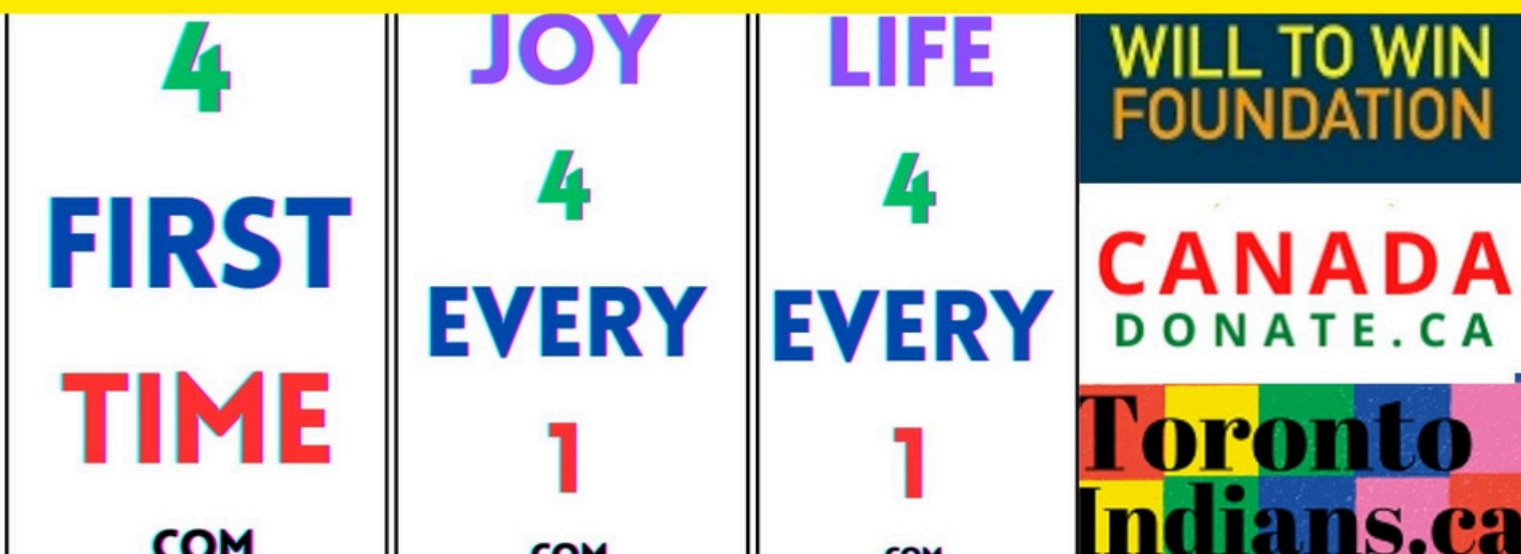 4
FIRST
TIME
COM
JOY
4
EVERY
1
COM
LIFE
4
EVERY
1
COM
WILL TO WIN
FOUNDATION
CANADA
DONATE.CA
Toronto
Indians.ca